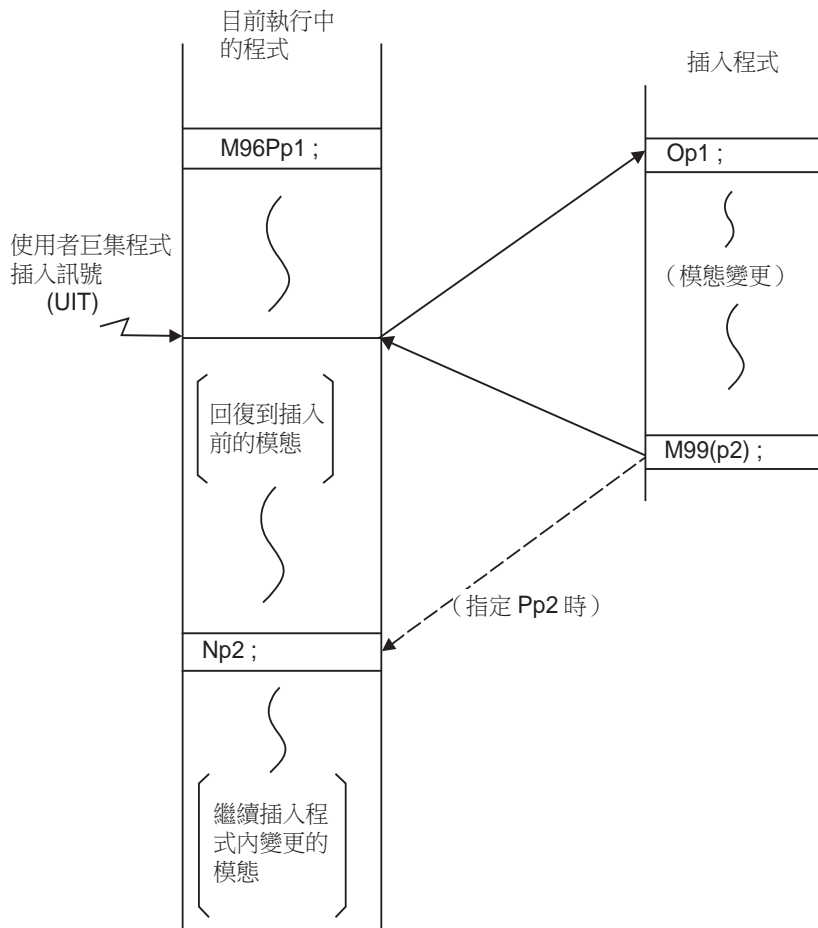 目前執行中
的程式
插入程式
M96Pp1 ;
Op1 ;
使用者巨集程式
插入訊號
(UIT)
（模態變更）
回復到插入
前的模態
M99(p2) ;
（指定 Pp2 時）
Np2 ;
繼續插入程
式內變更的
模態